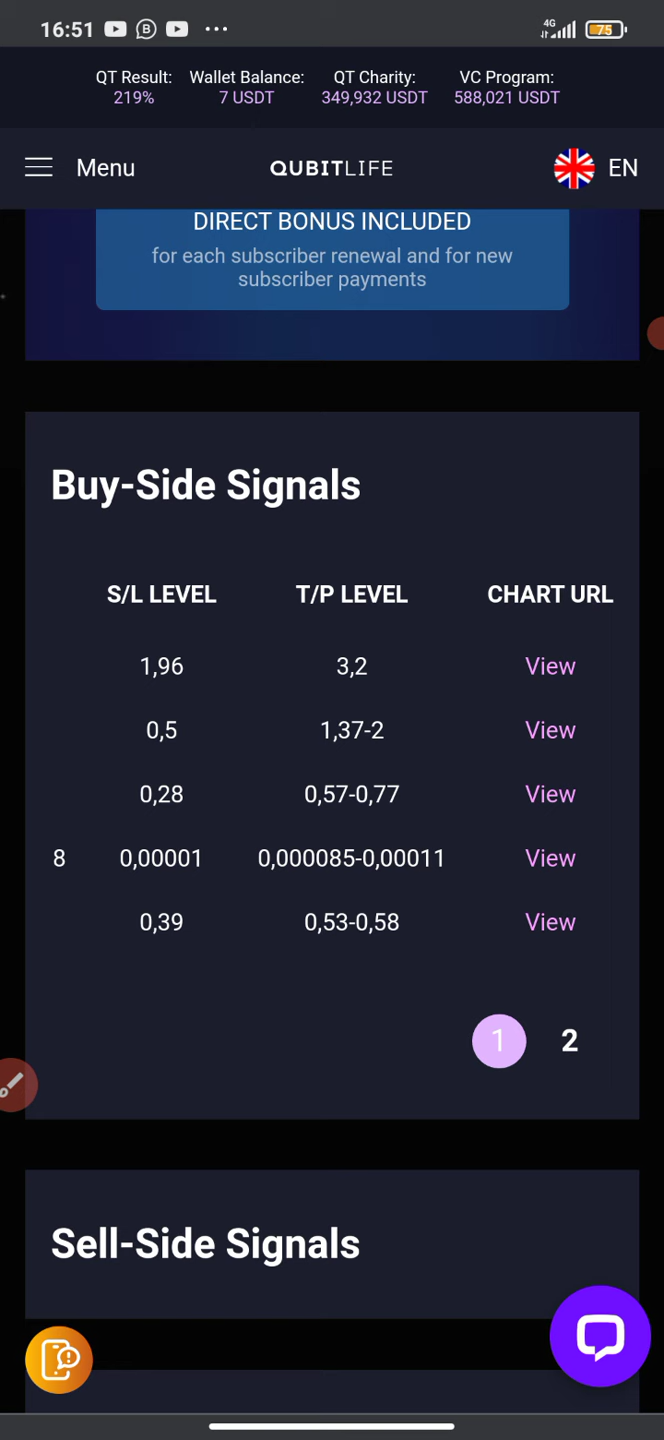 16:51
4G
75
QT Result: Wallet Balance: QT Charity: VC Program:
219% 7 USDT 349,932 USDT 588,021 USDT
Menu QUBITLIFE EN
DIRECT BONUS INCLUDED
for each subscriber renewal and for new
subscriber payments
Buy-Side Signals
S/L LEVEL T/P LEVEL CHART URL
1,96 3,2 View
0,5 1,37-2 View
0,28 0,57-0,77 View
8 0,00001 0,000085-0,00011 View
0,39 0,53-0,58 View
1 2
Sell-Side Signals